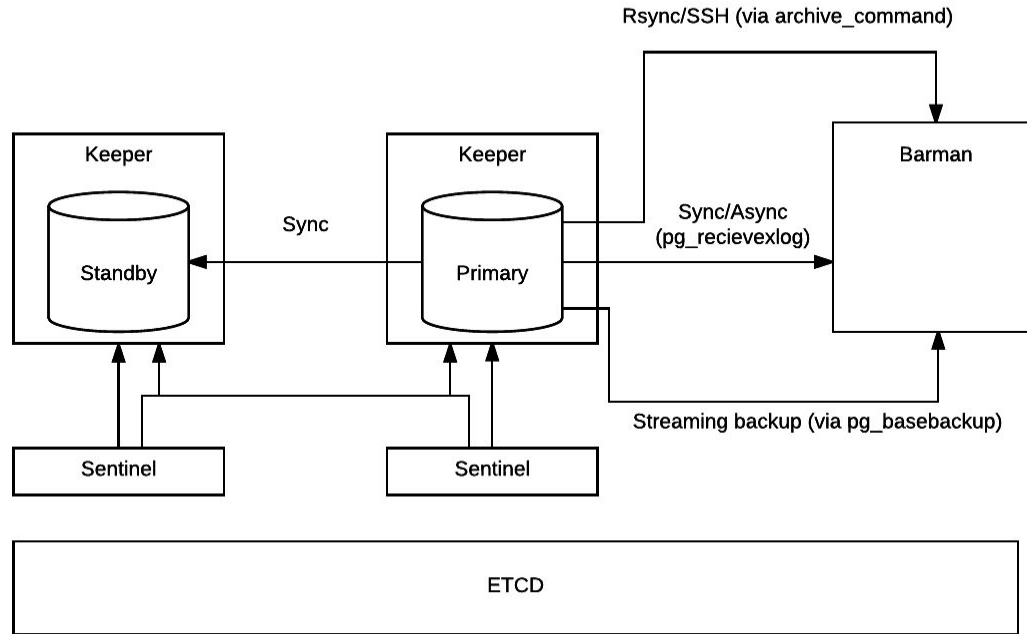 Rsync/SSH (via archive_command)
Keeper
Keeper
Barman
Sync
Sync/Async
(pg_recievexlog)
Standby
Primary
Streaming backup (via pg_basebackup)
Sentinel
Sentinel
ETCD